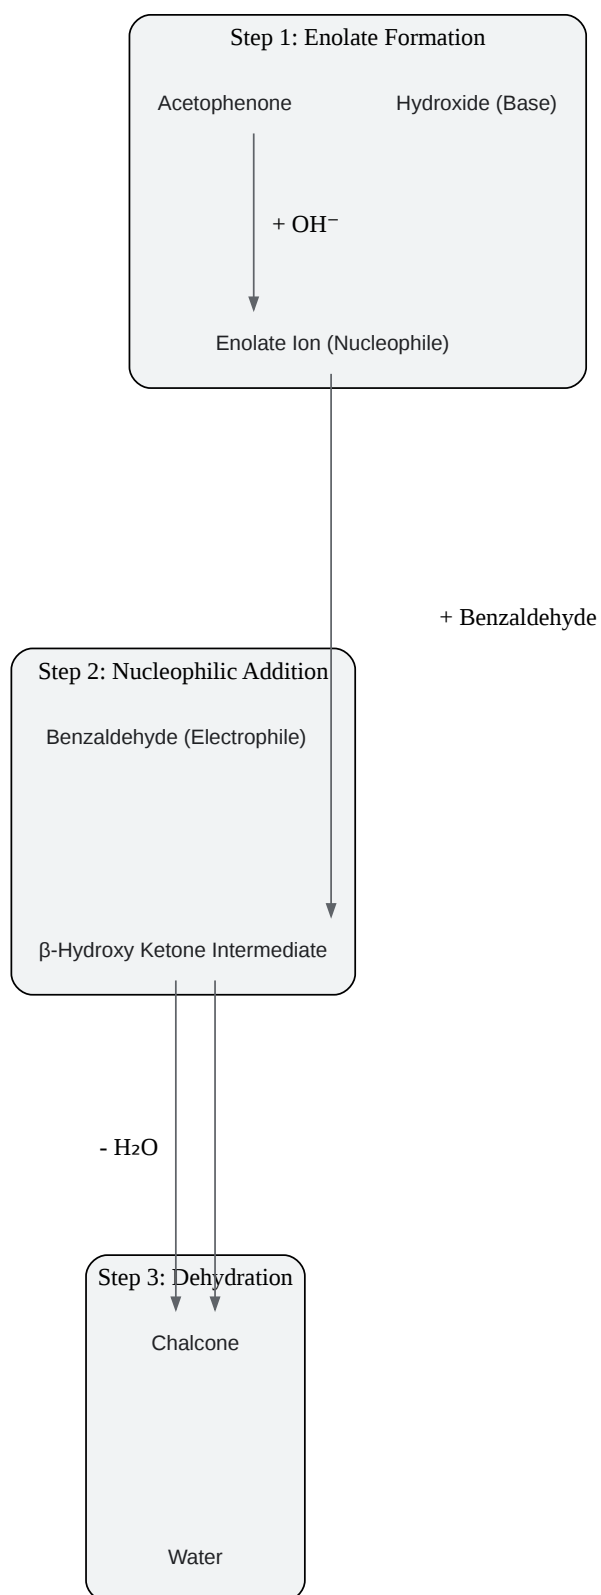 Step 1: Enolate Formation
Acetophenone
Hydroxide (Base)
+ OH⁻
Enolate Ion (Nucleophile)
+ Benzaldehyde
Step 2: Nucleophilic Addition
Benzaldehyde (Electrophile)
β-Hydroxy Ketone Intermediate
- H₂O
Step 3: Dehydration
Chalcone
Water